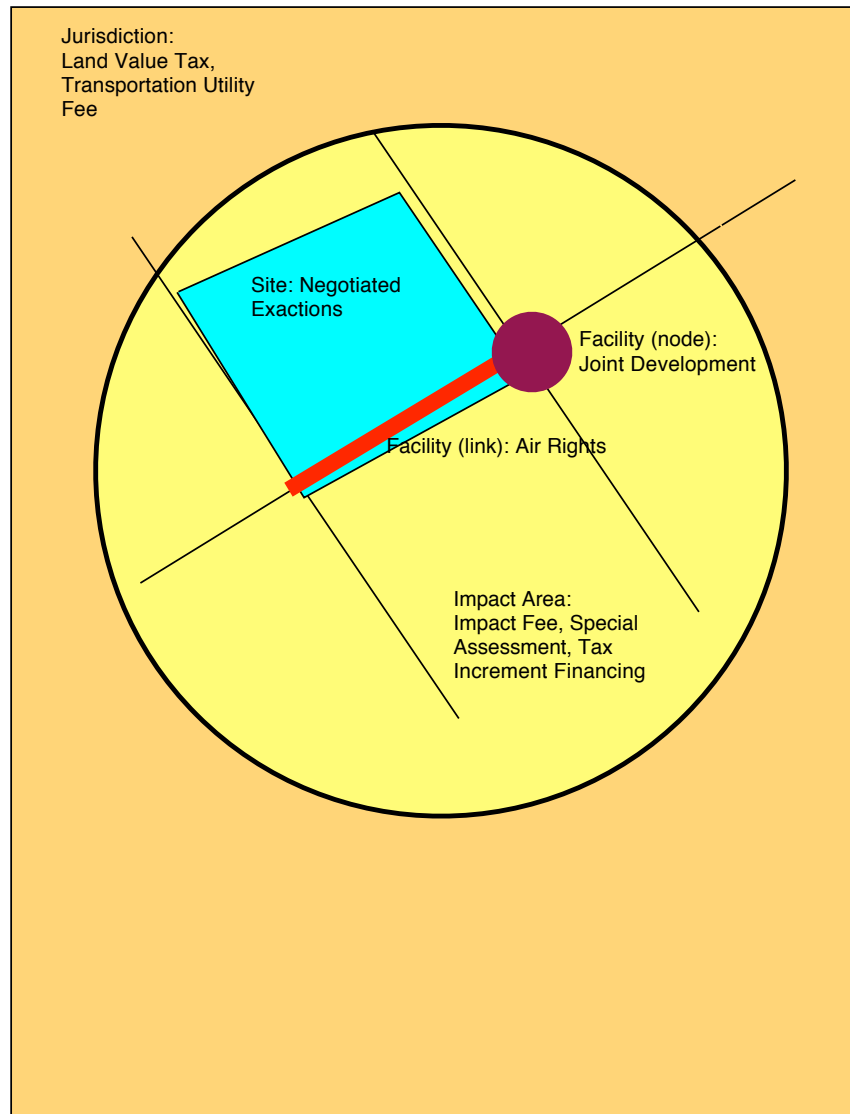 Jurisdiction:
Land Value Tax,
Transportation Utility
Fee
Site: Negotiated
Exactions
Facility (node):
Joint Development
Facility (link): Air Rights
Impact Area:
Impact Fee, Special
Assessment, Tax
Increment Financing